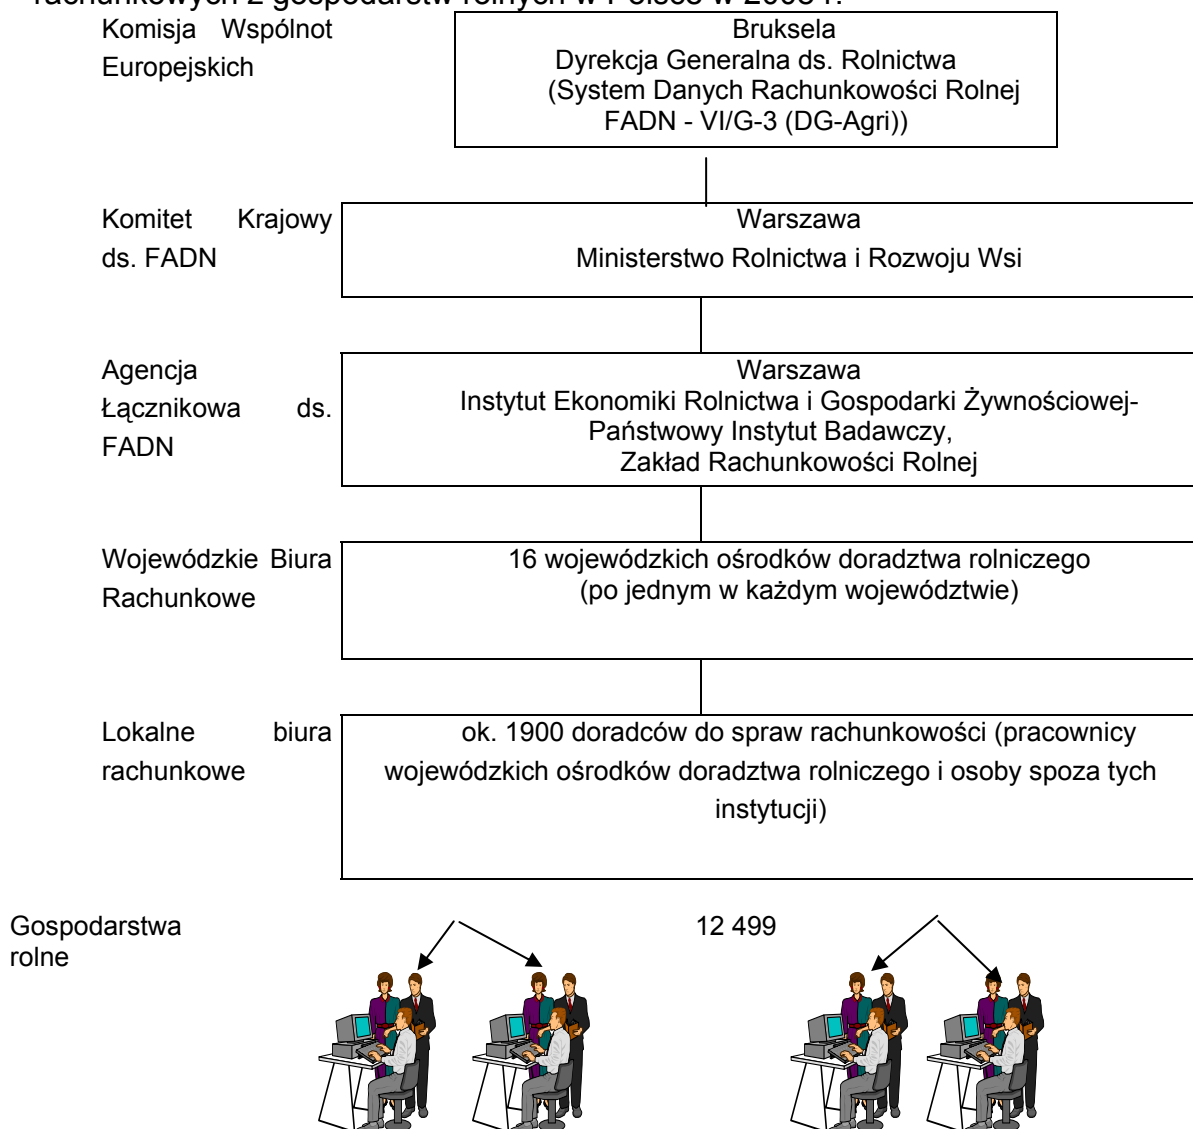 rachunkowych z gospodarstw rolnych w Polsce w
Komisja Wspólnot
Europejskich
Bruksela
Dyrekcja Generalna ds. Rolnictwa
(System Danych Rachunkowości Rolnej
FADN - VI/G-3 (DG-Agri))
Komitet Krajowy
ds. FADN
Warszawa
Ministerstwo Rolnictwa i Rozwoju Wsi
Agencja
Łącznikowa ds.
FADN
Warszawa
Instytut Ekonomiki Rolnictwa i Gospodarki Żywnościowej-
Państwowy Instytut Badawczy,
Zakład Rachunkowości Rolnej
Wojewódzkie Biura
Rachunkowe
16 wojewódzkich ośrodków doradztwa rolniczego
(po jednym w każdym województwie)
Lokalne biura
rachunkowe
ok. 1900 doradców do spraw rachunkowości (pracownicy
wojewódzkich ośrodków doradztwa rolniczego i osoby spoza tych
instytucji)
Gospodarstwa
rolne
12 499